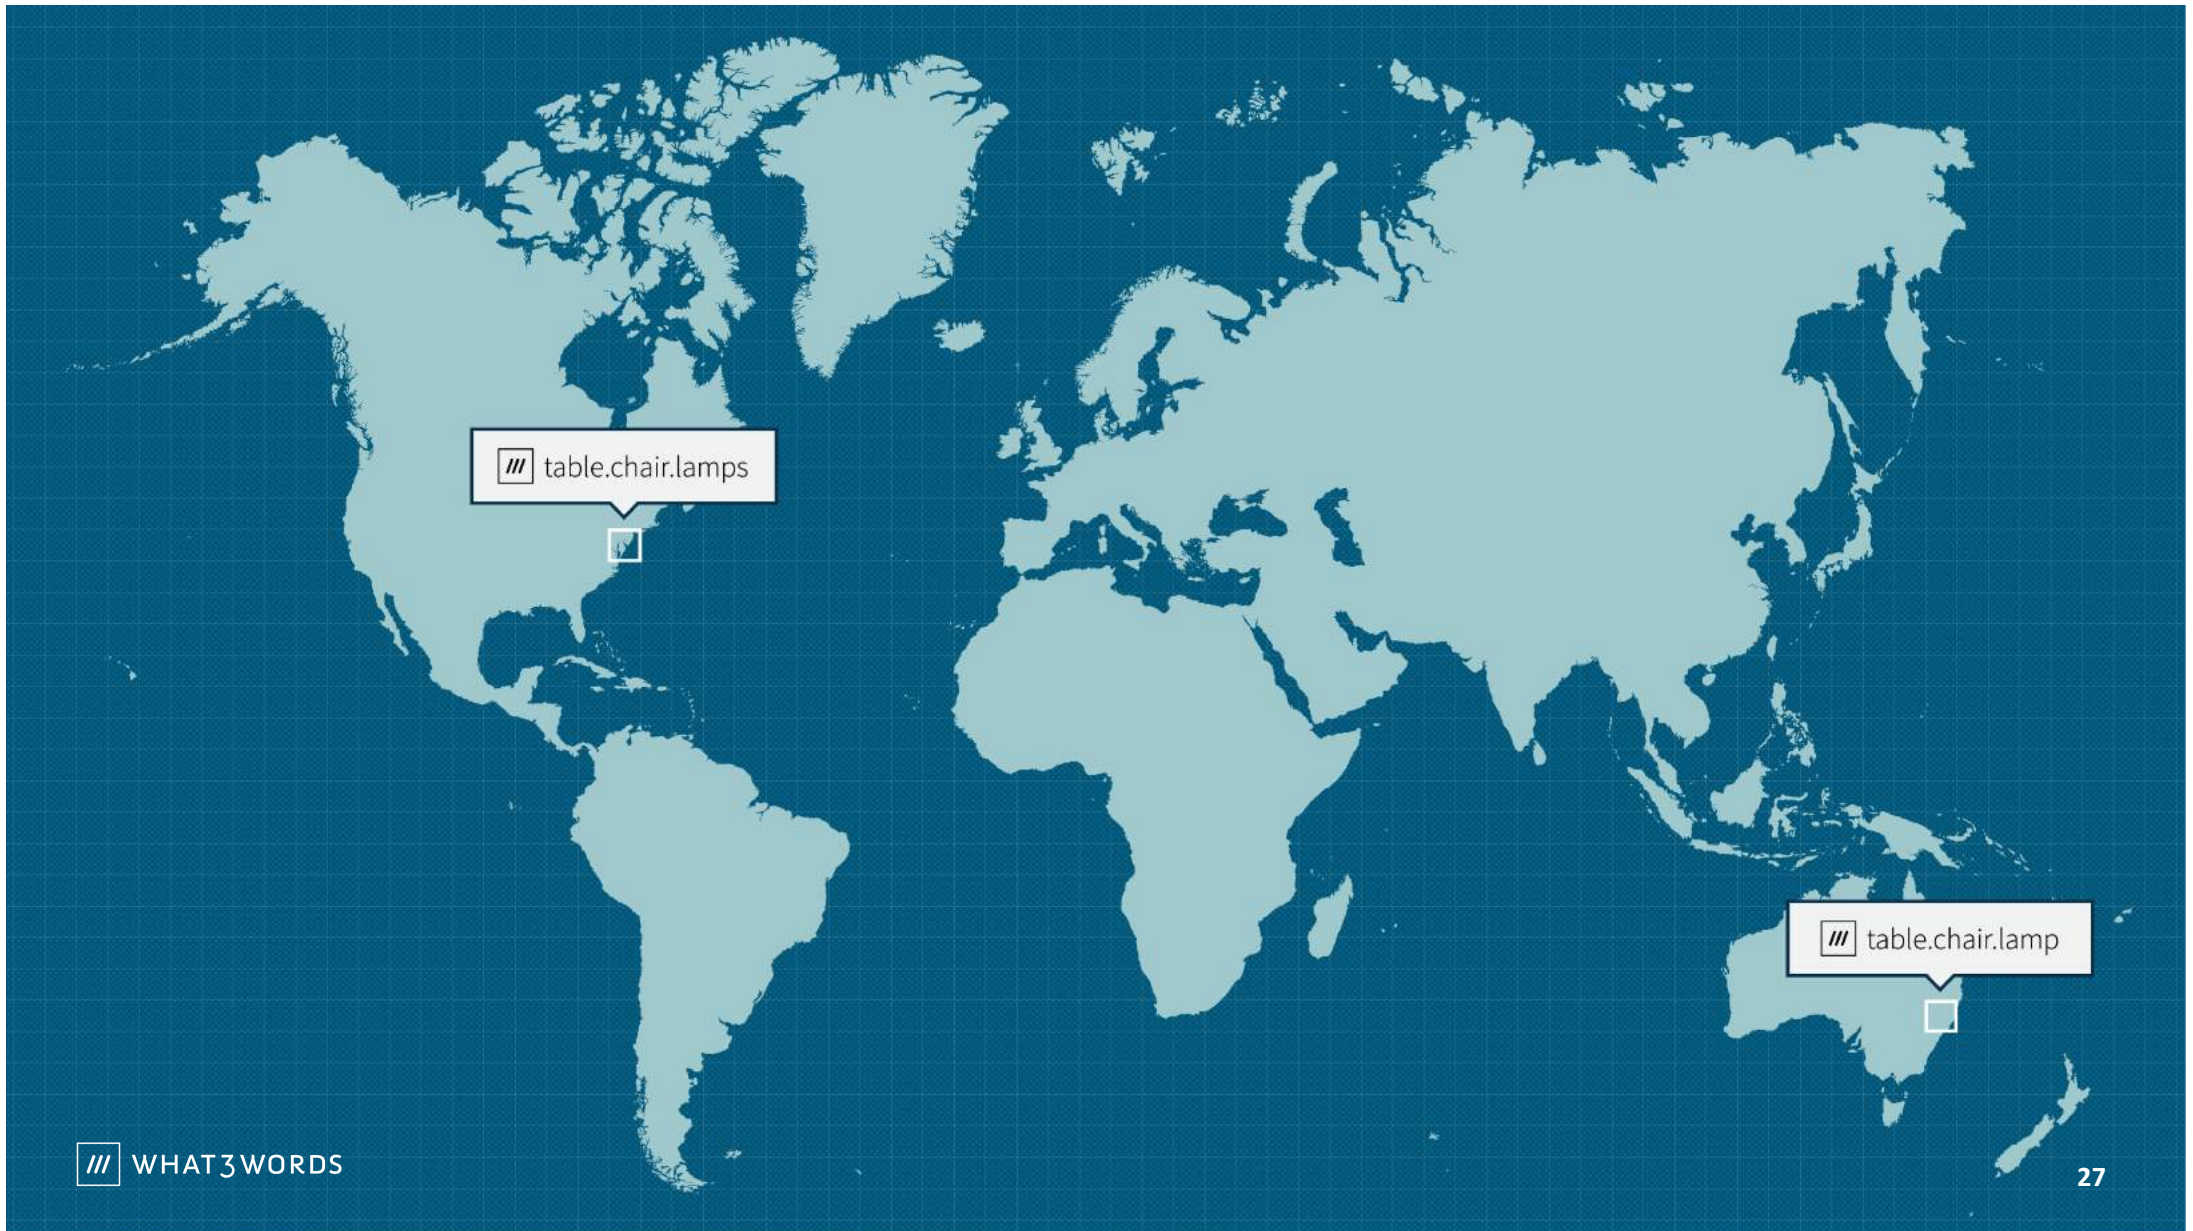 /// table.chair.lamps
/// table.chair.lamp
/// WHAT3WORDS
27